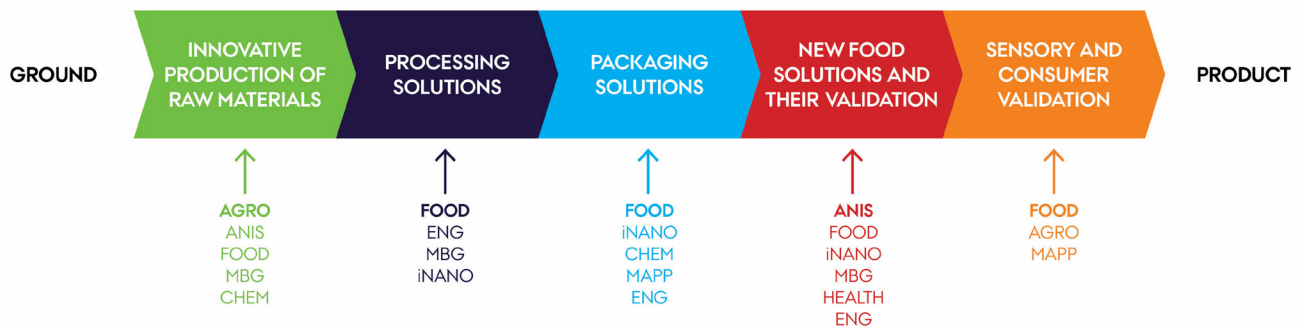 GROUND
INNOVATIVE
PRODUCTION OF
RAW MATERIALS
PROCESSING
SOLUTIONS
PACKAGING
SOLUTIONS
NEW FOOD
SOLUTIONS AND
THEIR VALIDATION
SENSORY AND
CONSUMER
VALIDATION
PRODUCT
AGRO
ANIS
FOOD
MBG
CHEM
FOOD
ENG
MBG
iNANO
FOOD
iNANO
CHEM
MAPP
ENG
ANIS
FOOD
iNANO
MBG
HEALTH
ENG
FOOD
AGRO
MAPP